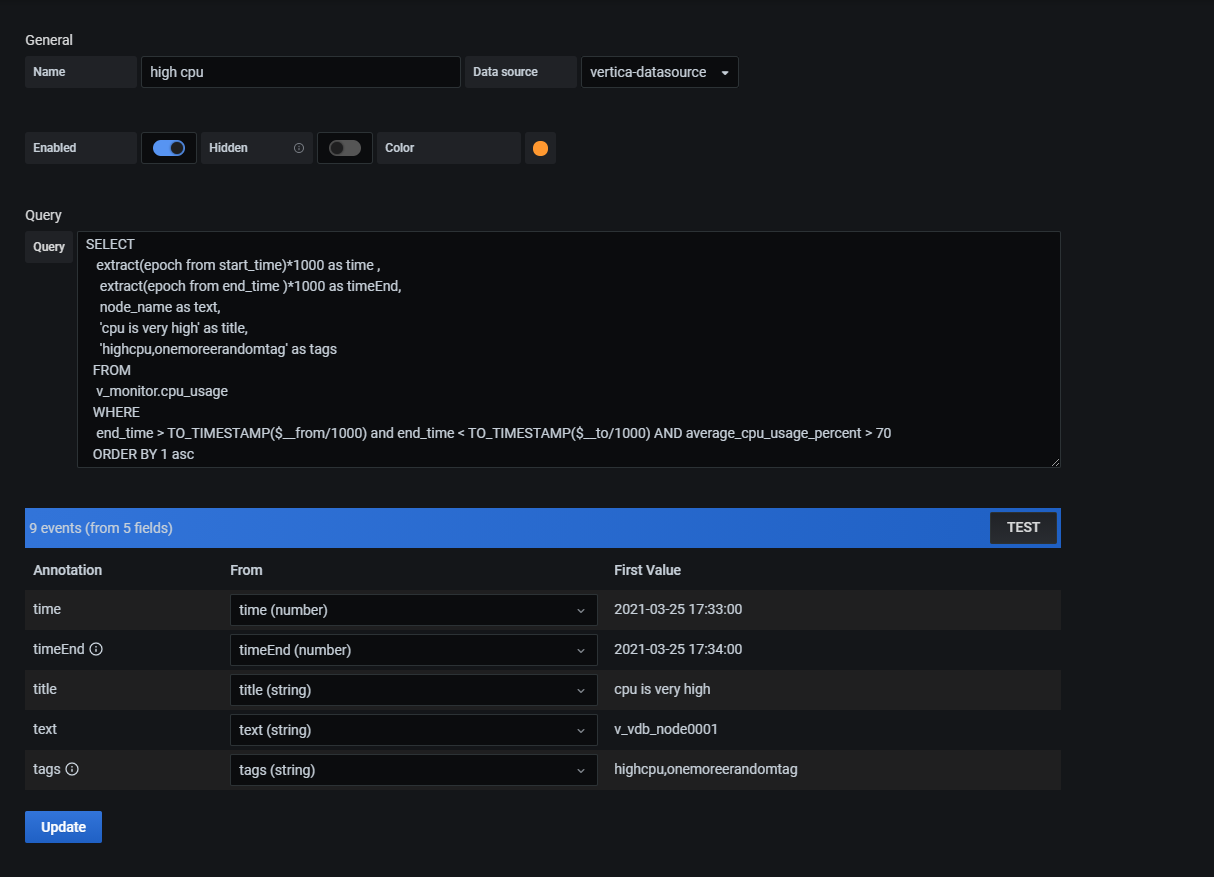 General
Name high cpu Data source vertica-datasource
Enabled Hidden Color
Query
Query
SELECT
extract(epoch from start_time)*1000 as time ,
extract(epoch from end_time )*1000 as timeEnd,
node_name as text,
'cpu is very high' as title,
'highcpu,onemoreerandomtag' as tags
FROM
v_monitor.cpu_usage
WHERE
end_time > TO_TIMESTAMP($__from/1000) and end_time < TO_TIMESTAMP($__to/1000) AND average_cpu_usage_percent > 70
ORDER BY 1 asc
9 events (from 5 fields) TEST
Annotation From First Value
time time (number) 2021-03-25 17:33:00
timeEnd timeEnd (number) 2021-03-25 17:34:00
title title (string) cpu is very high
text text (string) v_vdb_node0001
tags tags (string) highcpu,onemoreerandomtag
Update